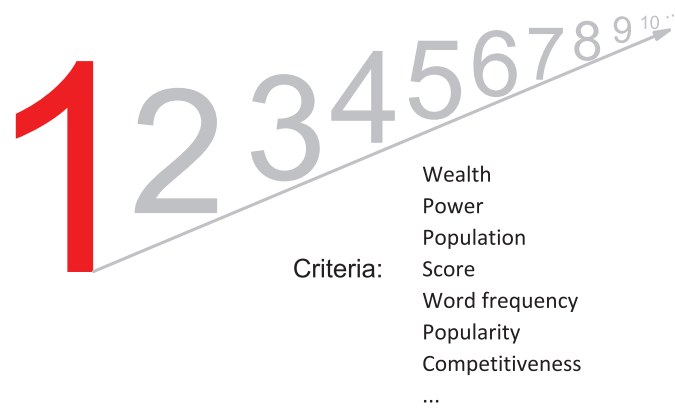 1 2 3 4 5 6 7 8 9 10 ..
Wealth
Power
Population
Criteria: Score
Word frequency
Popularity
Competitiveness
...